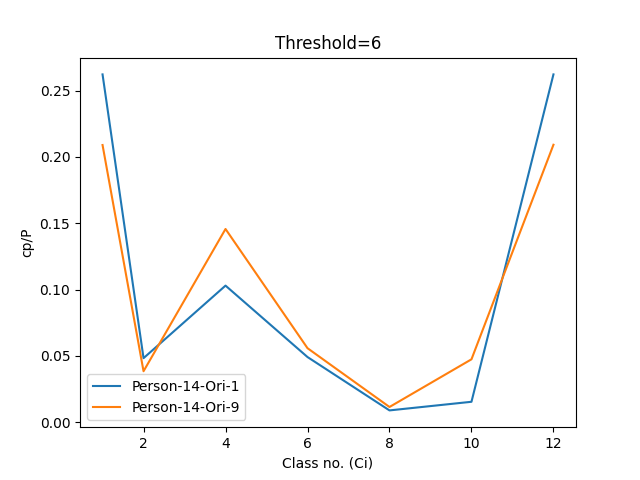 Threshold=6
cp/P
0.25
0.20
0.15
0.10
0.05
0.00
Person-14-Ori-1
Person-14-Ori-9
2 4 6 8 10 12
Class no. (Ci)